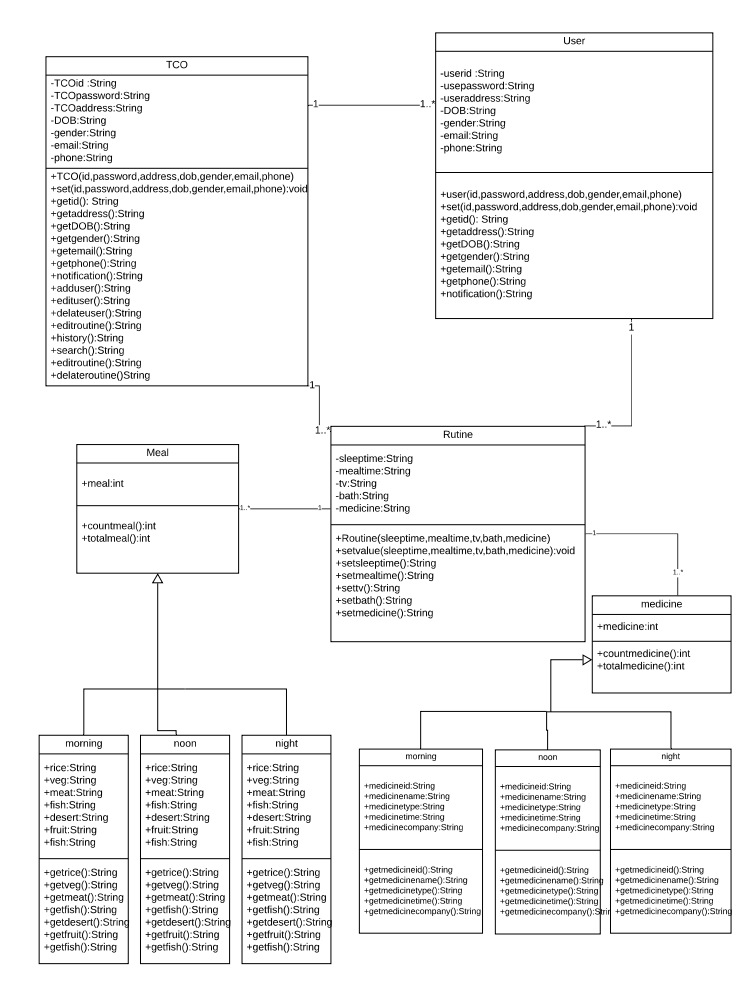 TCO
-TCOid :String
-TCOpassword:String
-TCOaddress:String
-DOB:String
-gender:String
-email:String
-phone:String
+TCO(id,password,address,dob,gender,email,phone)
+set(id,password,address,dob,gender,email,phone):void
+getid(): String
+getaddress():String
+getDOB():String
+getgender():String
+getemail():String
+getphone:String
+notification():String
+adduser():String
+edituser():String
+delateuser():String
+editroutine():String
+history():String
+search():String
+editroutine():String
+delateroutine()String
1
1..*
User
-userid :String
-usepassword:String
-useraddress:String
-DOB:String
-gender:String
-email:String
-phone:String
+user(id,password,address,dob,gender,email,phone)
+set(id,password,address,dob,gender,email,phone):void
+getid(): String
+getaddress():String
+getDOB():String
+getgender():String
+getemail():String
+getphone():String
+notification():String
1
1..*
1
1..*
Rutine
-sleeptime:String
-mealtime:String
-tv:String
-bath:String
-medicine:String
+Routine(sleeptime,mealtime,tv,bath,medicine)
+setvalue(sleeptime,mealtime,tv,bath,medicine):void
+setsleeptime():String
+setmealtime():String
+settv():String
+setbath():String
+setmedicine():String
Meal
+meal:int
+countmeal():int
+totalmeal():int
1..*
1
1
1..*
medicine
+medicine:int
+countmedicine():int
+totalmedicine():int
morning
+rice:String
+veg:String
+meat:String
+fish:String
+desert:String
+fruit:String
+fish:String
+getrice():String
+getveg():String
+getmeat():String
+getfish():String
+getdesert():String
+getfruit():String
+getfish():String
noon
+rice:String
+veg:String
+meat:String
+fish:String
+desert:String
+fruit:String
+fish:String
+getrice():String
+getveg():String
+getmeat():String
+getfish():String
+getdesert():String
+getfruit():String
+getfish():String
night
+rice:String
+veg:String
+meat:String
+fish:String
+desert:String
+fruit:String
+fish:String
+getrice():String
+getveg():String
+getmeat():String
+getfish():String
+getdesert():String
+getfruit():String
+getfish():String
morning
+medicineid:String
+medicinename:String
+medicinetype:String
+medicinetime:String
+medicinecompany:String
+getmedicineid():String
+getmedicinename():String
+getmedicinetype():String
+getmedicinetime():String
+getmedicinecompany():String
noon
+medicineid:String
+medicinename:String
+medicinetype:String
+medicinetime:String
+medicinecompany:String
+getmedicineid():String
+getmedicinename():String
+getmedicinetype():String
+getmedicinetime():String
+getmedicinecompany():String
night
+medicineid:String
+medicinename:String
+medicinetype:String
+medicinetime:String
+medicinecompany:String
+getmedicineid():String
+getmedicinename():String
+getmedicinetype():String
+getmedicinetime():String
+getmedicinecompany():String